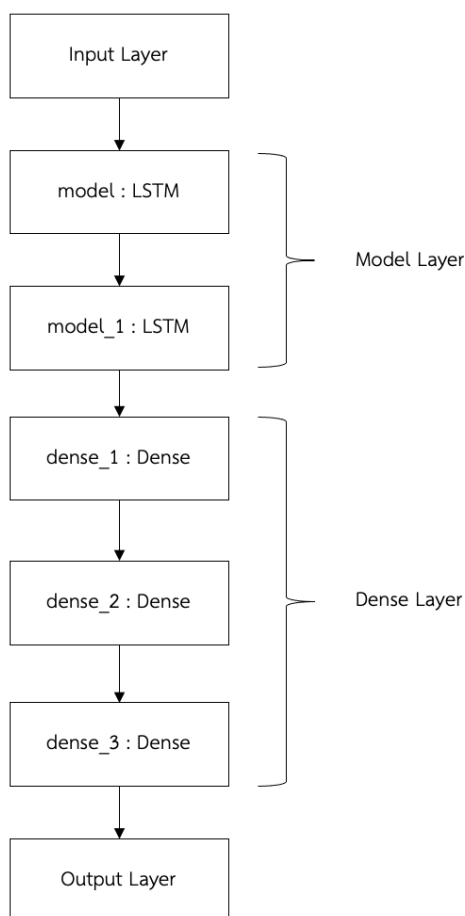 Input Layer
model : LSTM
Model Layer
model_1 : LSTM
dense_1 : Dense
dense_2 : Dense
Dense Layer
dense_3 : Dense
Output Layer